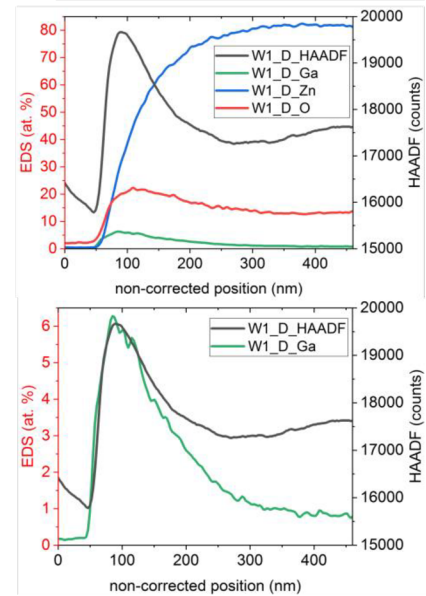 80
70
60
50
40
30
20
10
0
EDS (at. %)
W1_D_HAADF
W1_D_Ga
W1_D_Zn
W1_D_O
20000
19000
18000
17000
16000
15000
HAADF (counts)
0 100 200 300 400
non-corrected position (nm)
6
5
4
3
2
1
0
EDS (at. %)
W1_D_HAADF
W1_D_Ga
20000
19000
18000
17000
16000
15000
HAADF (counts)
0 100 200 300 400
non-corrected position (nm)